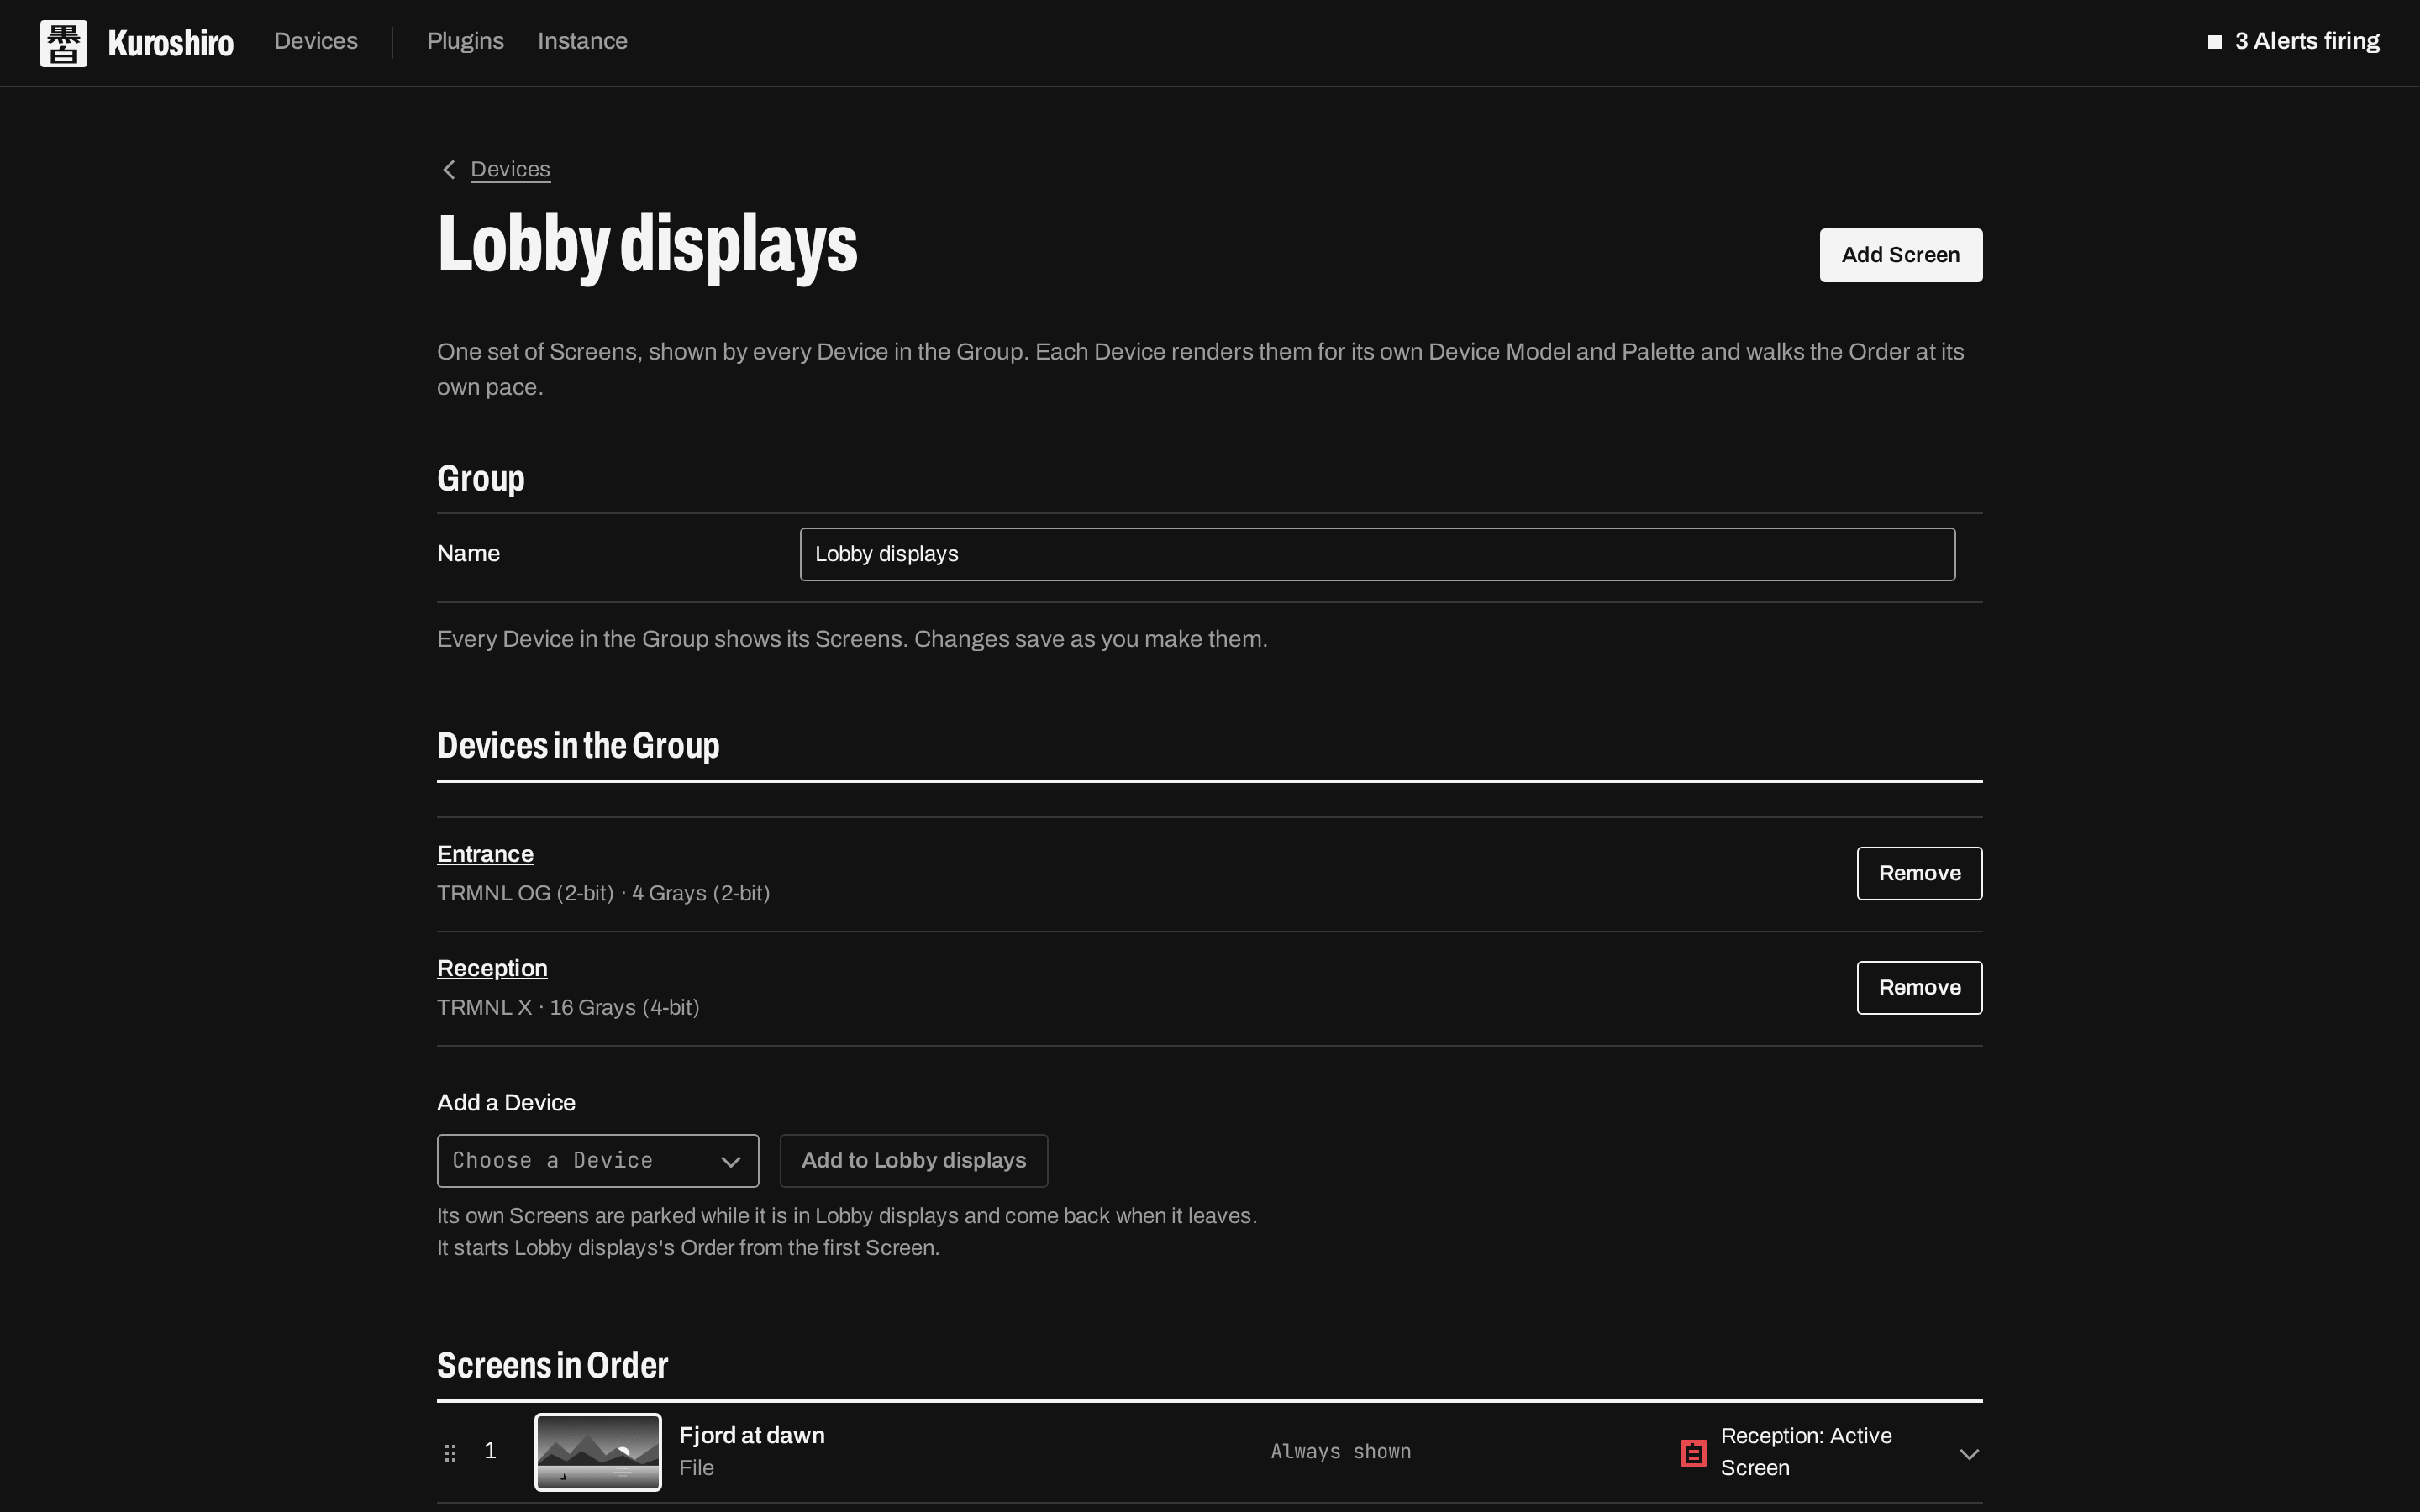 黒白
Kuroshiro
Devices
Plugins
Instance
3 Alerts firing
Devices
Lobby displays
Add Screen
One set of Screens, shown by every Device in the Group. Each Device renders them for its own Device Model and Palette and walks the Order at its
own pace.
Group
Name
Lobby displays
Every Device in the Group shows its Screens. Changes save as you make them.
Devices in the Group
Entrance
TRMNL OG (2-bit) · 4 Grays (2-bit)
Remove
Reception
TRMNL X · 16 Grays (4-bit)
Remove
Add a Device
Choose a Device
Add to Lobby displays
Its own Screens are parked while it is in Lobby displays and come back when it leaves.
It starts Lobby displays's Order from the first Screen.
Screens in Order
1
Fjord at dawn
File
Always shown
Reception: Active
Screen